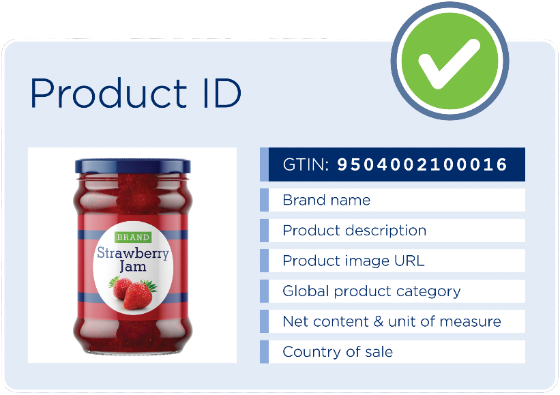 Product ID
BRAND
Strawberry
Jam
GTIN: 9504002100016
Brand name
Product description
Product image URL
Global product category
Net content & unit of measure
Country of sale